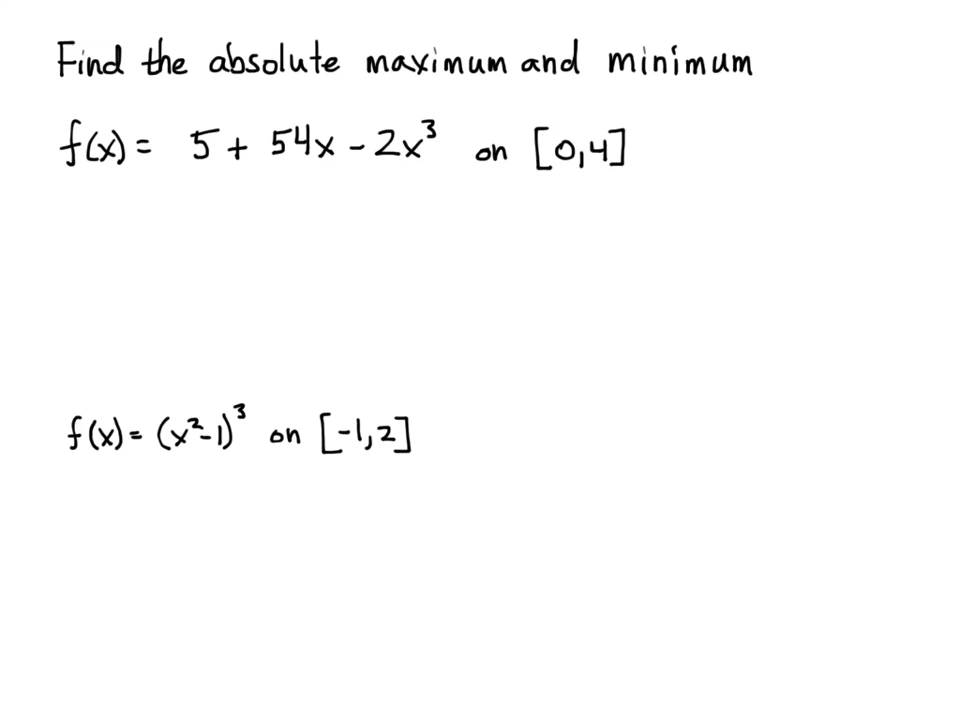 Find the absolute maximum and minimum
f(x) = 5 + 54x - 2x³ on [0,4]
f(x) = (x²-1)³ on [-1,2]